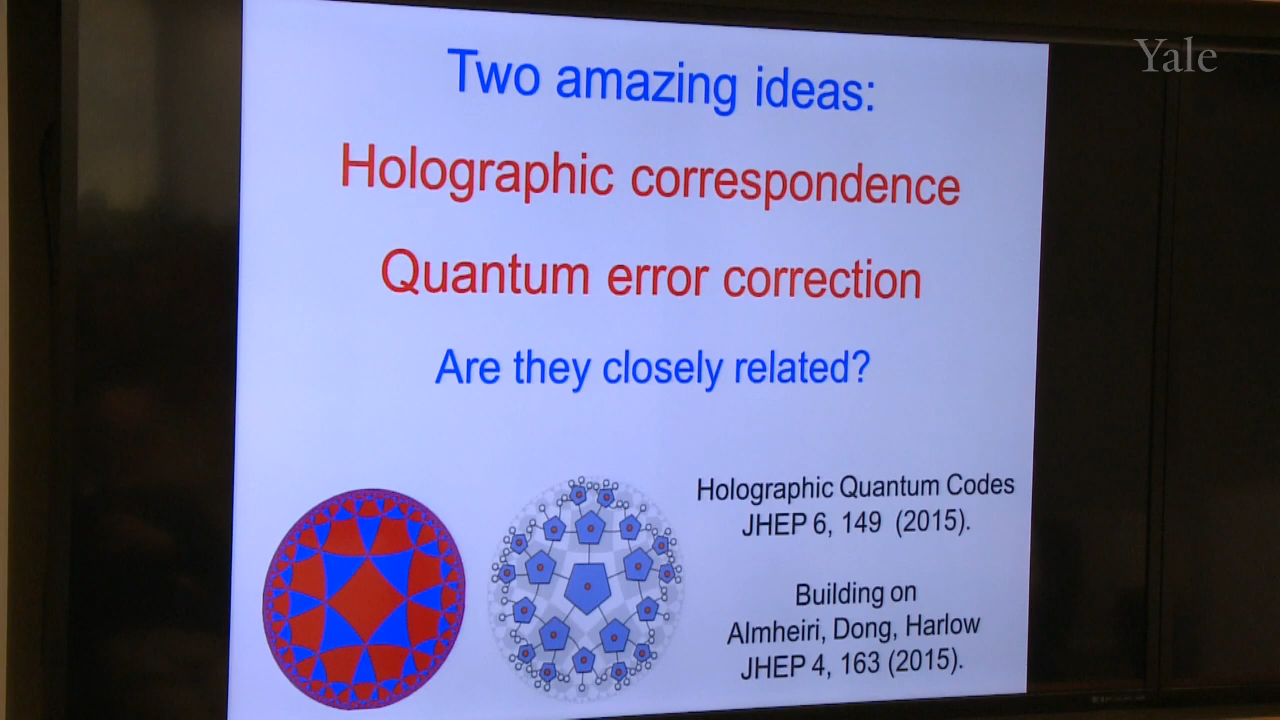 Yale
Two amazing ideas:
Holographic correspondence
Quantum error correction
Are they closely related?
Holographic Quantum Codes
JHEP 6, 149 (2015).
Building on
Almheiri, Dong, Harlow
JHEP 4, 163 (2015).